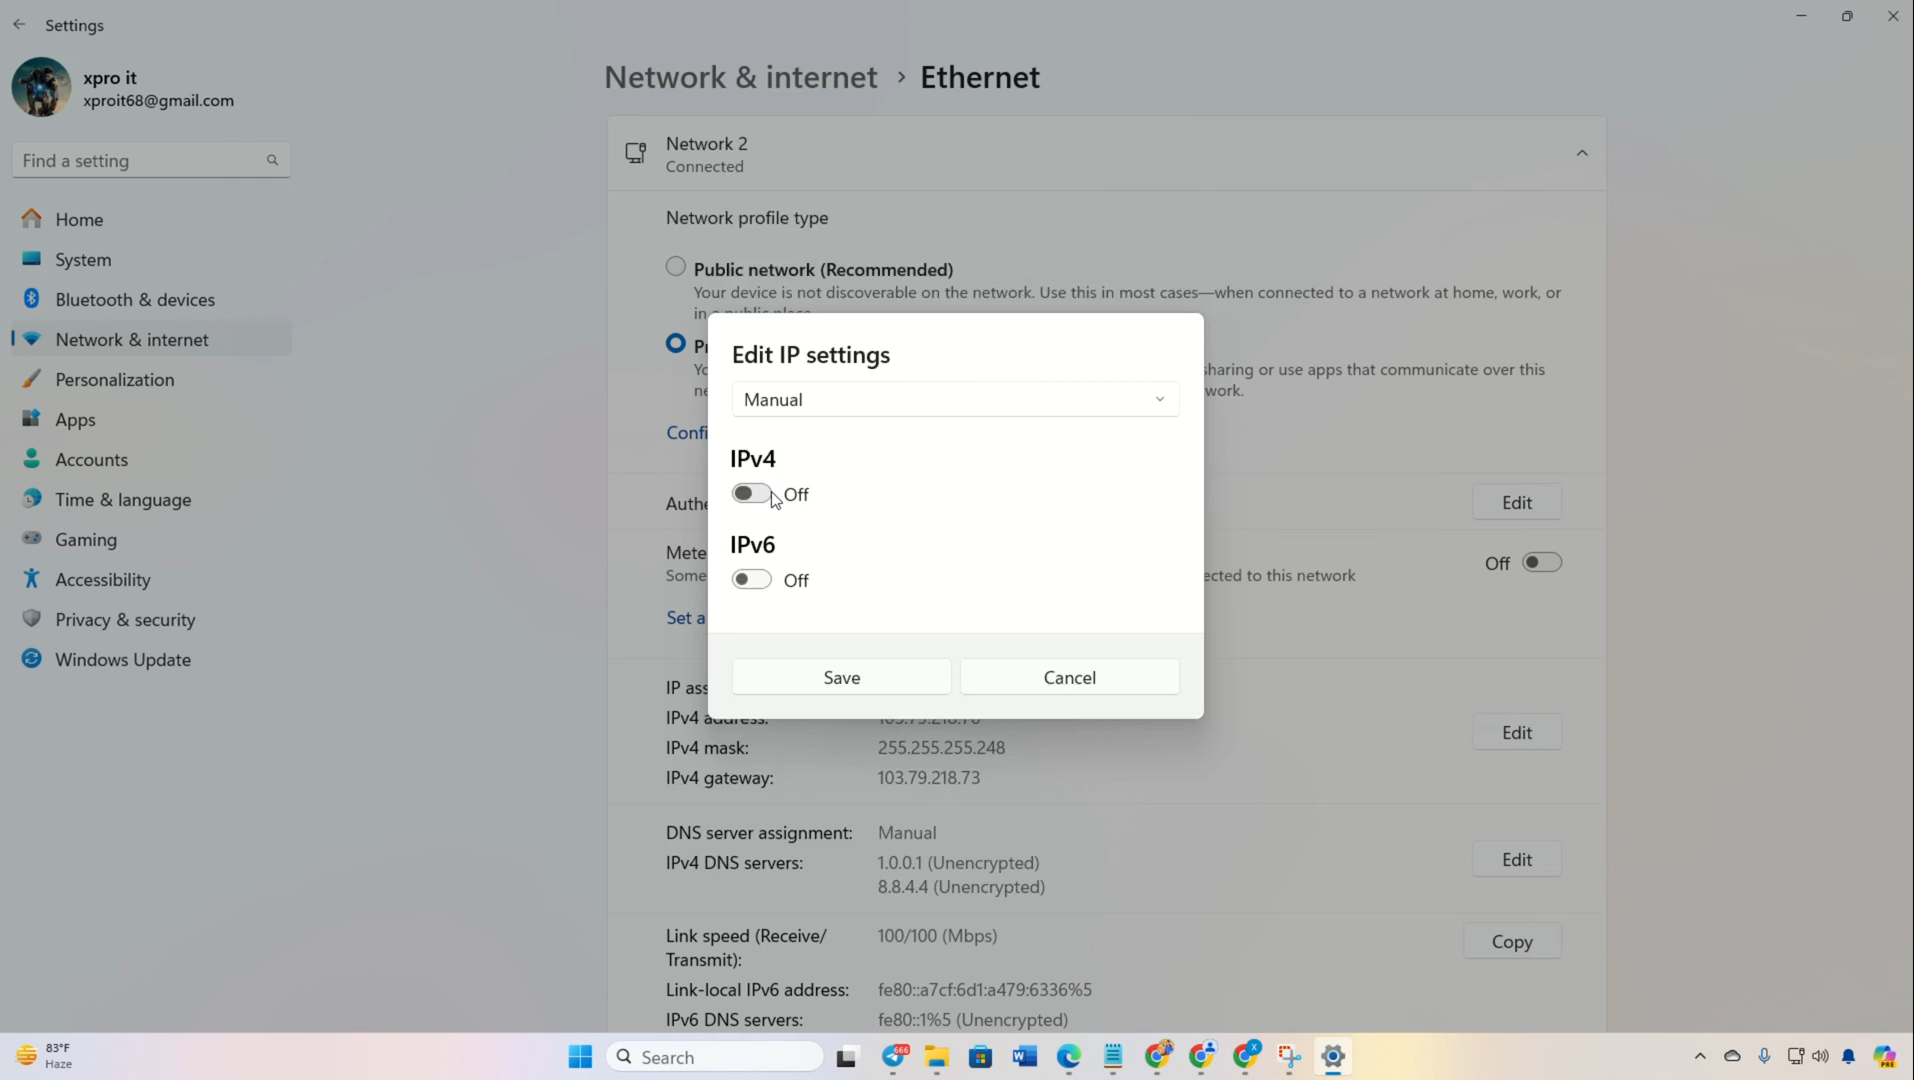 Settings
xpro it
xproit68@gmail.com
Find a setting
Home
System
Bluetooth & devices
Network & internet
Personalization
Apps
Accounts
Time & language
Gaming
Accessibility
Privacy & security
Windows Update
Network & internet › Ethernet
Network 2
Connected
Network profile type
Public network (Recommended)
Your device is not discoverable on the network. Use this in most cases—when connected to a network at home, work, or
sharing or use apps that communicate over this
Edit IP settings
Manual
IPv4
Off
IPv6
Off
Save
Cancel
Edit
Off
ected to this network
Set a
IPv4 address:
Edit
IPv4 mask: 255.255.255.248
IPv4 gateway: 103.79.218.73
DNS server assignment: Manual
IPv4 DNS servers: 1.0.0.1 (Unencrypted)
8.8.4.4 (Unencrypted)
Edit
Link speed (Receive/ 100/100 (Mbps)
Transmit):
Copy
Link-local IPv6 address: fe80::a7cf:6d1:a479:6336%5
IPv6 DNS servers: fe80::1%5 (Unencrypted)
83°F
Haze
Search
666
PRE